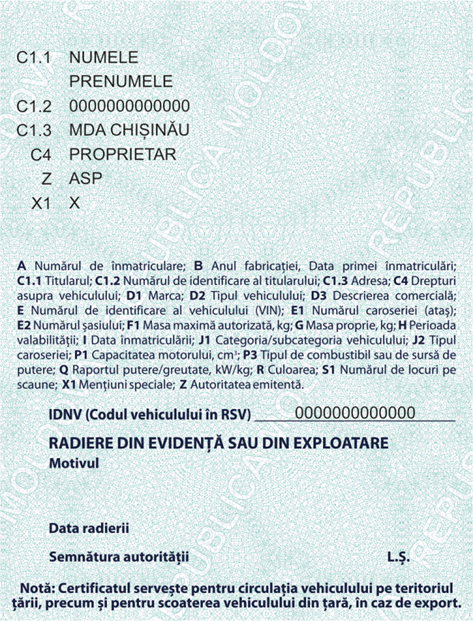 C1.1 NUMELE
PRENUMELE
C1.2 0000000000000
C1.3 MDA CHIȘINĂU
C4 PROPRIETAR
Z ASP
X1 X
A Numărul de înmatriculare; B Anul fabricației, Data primei înmatriculări;
C1.1 Titularul; C1.2 Numărul de identificare al titularului; C1.3 Adresa; C4 Drepturi
asupra vehiculului; D1 Marca; D2 Tipul vehiculului; D3 Descrierea comercială;
E Numărul de identificare al vehiculului (VIN); E1 Numărul caroseriei (ataș);
E2 Numărul șasiului; F1 Masa maximă autorizată, kg; G Masa proprie, kg; H Perioada
valabilității; I Data înmatriculării; J1 Categoria/subcategoria vehiculului; J2 Tipul
caroseriei; P1 Capacitatea motorului, cm³; P3 Tipul de combustibil sau de sursă de
putere; Q Raportul putere/greutate, kW/kg; R Culoarea; S1 Numărul de locuri pe
scaune; X1 Mențiuni speciale; Z Autoritatea emitentă.
IDNV (Codul vehiculului în RSV) 0000000000000
RADIERE DIN EVIDENȚĂ SAU DIN EXPLOATARE
Motivul
Data radierii
Semnătura autorității L.Ș.
Notă: Certificatul servește pentru circulația vehiculului pe teritoriul
țării, precum și pentru scoaterea vehiculului din țară, în caz de export.
REPUBLICA MOLDOVA